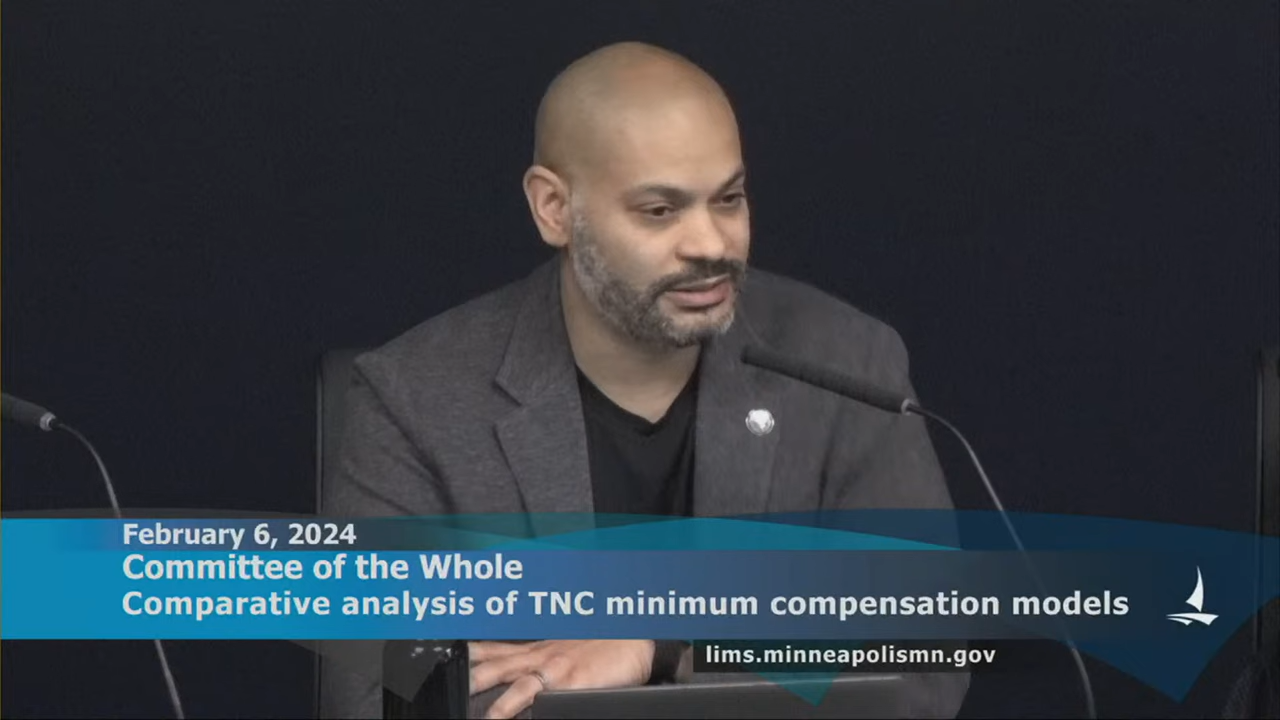 February 6, 2024
Committee of the Whole
Comparative analysis of TNC minimum compensation models
lims.minneapolismn.gov